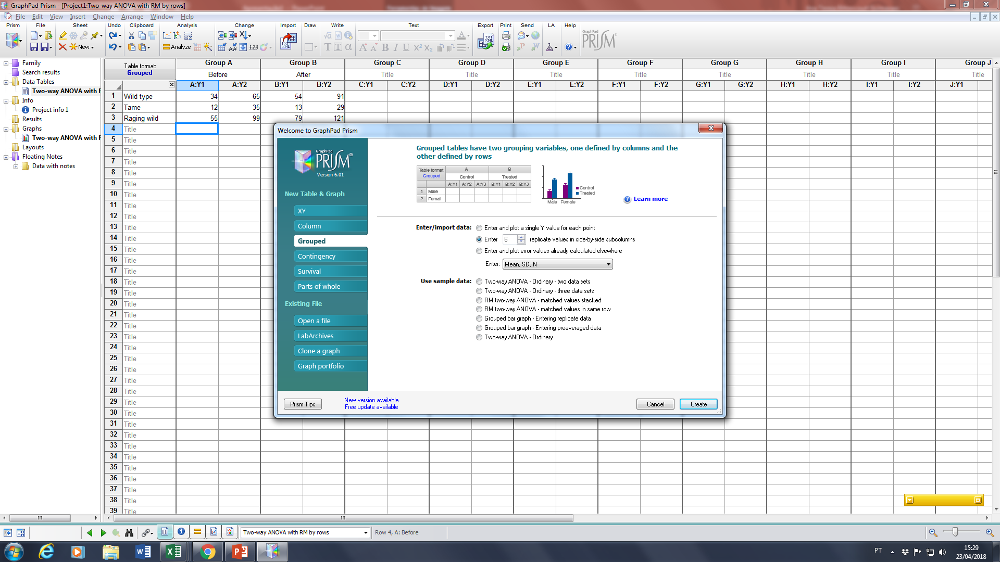 GraphPad Prism - [Project1:Two-way ANOVA with RM by rows]
File Edit View Insert Change Arrange Window Help
Prism File Sheet Undo Clipboard Analysis Change Import Draw Write Text Export Print Send LA Help
New
Analyze
GraphPad PRISM
Family
Search results
Data Tables
Two-way ANOVA with R
Info
Project info 1
Results
Graphs
Two-way ANOVA with R
Layouts
Floating Notes
Data with notes
Table format:
Grouped
Group A Group B Group C Group D Group E Group F Group G Group H Group I Group J
Before After Title Title Title Title Title Title Title Title
A:Y1 A:Y2 B:Y1 B:Y2 C:Y1 C:Y2 D:Y1 D:Y2 E:Y1 E:Y2 F:Y1 F:Y2 G:Y1 G:Y2 H:Y1 H:Y2 I:Y1 I:Y2 J:Y1
1 Wild type 34 65 54 91
2 Tame 12 35 13 29
3 Raging wild 55 99 79 121
4 Title
5 Title
6 Title
7 Title
8 Title
9 Title
10 Title
11 Title
12 Title
13 Title
14 Title
15 Title
16 Title
17 Title
18 Title
19 Title
20 Title
21 Title
22 Title
23 Title
24 Title
25 Title
26 Title
27 Title
28 Title
29 Title
30 Title
31 Title
32 Title
33 Title
34 Title
35 Title
36 Title
37 Title
38 Title
39 Title
Welcome to GraphPad Prism
GraphPad
PRISM
Version 6.01
New Table & Graph
XY
Column
Grouped
Contingency
Survival
Parts of whole
Existing File
Open a file
LabArchives
Clone a graph
Graph portfolio
Grouped tables have two grouping variables, one defined by columns and the
other defined by rows
Table format A B
Grouped Control Treated
A:Y1 A:Y2 A:Y3 B:Y1 B:Y2 B:Y3
1 Male
2 Femal
Control
Treated
Male Female
Learn more
Enter/import data: Enter and plot a single Y value for each point
Enter 6 replicate values in side-by-side subcolumns
Enter and plot error values already calculated elsewhere
Enter: Mean, SD, N
Use sample data: Two-way ANOVA - Ordinary - two data sets
Two-way ANOVA - Ordinary - three data sets
RM two-way ANOVA - matched values stacked
RM two-way ANOVA - matched values in same row
Grouped bar graph - Entering replicate data
Grouped bar graph - Entering preaveraged data
Two-way ANOVA - Ordinary
Prism Tips
New version available
Free update available
Cancel Create
Two-way ANOVA with RM by rows Row 4, A: Before
PT
15:29
23/04/2018